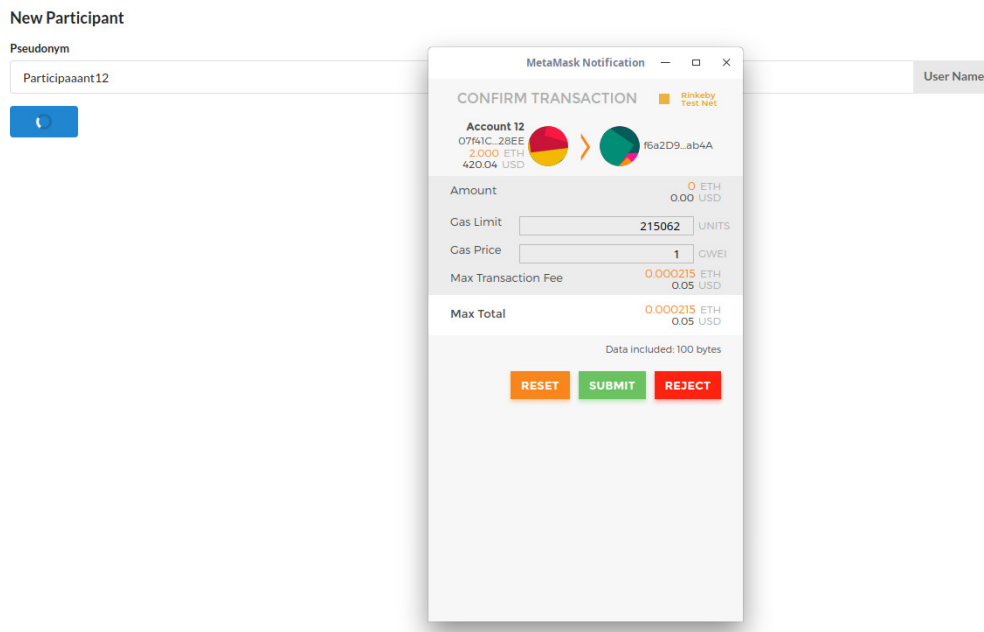 New Participant
Pseudonym
Participaaant12
User Name
MetaMask Notification
CONFIRM TRANSACTION
Rinkeby
Test Net
Account 12
07f41C...28EE
2.000 ETH
420.04 USD
f6a2D9...ab4A
Amount
0 ETH
0.00 USD
Gas Limit
215062 UNITS
Gas Price
1 GWEI
Max Transaction Fee
0.000215 ETH
0.05 USD
Max Total
0.000215 ETH
0.05 USD
Data included: 100 bytes
RESET SUBMIT REJECT